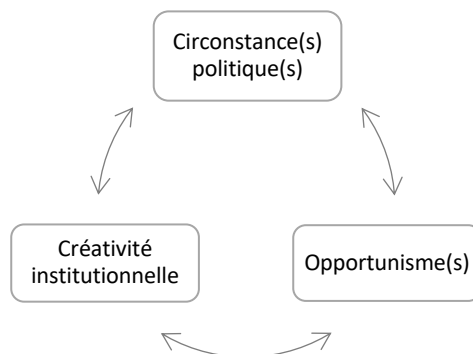 Circonstance(s)
politique(s)
Créativité
institutionnelle
Opportunisme(s)